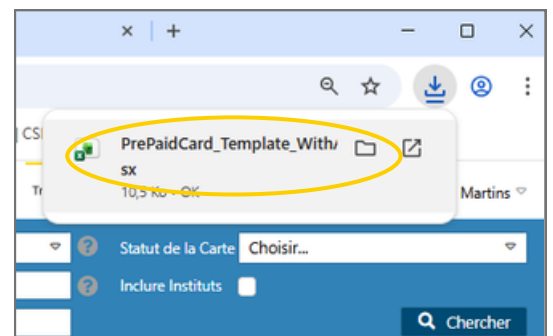 PrePaidCard_Template_With
sx
10,5 Ko • OK
Martins
Statut de la Carte Choisir...
Inclure Instituts
Chercher